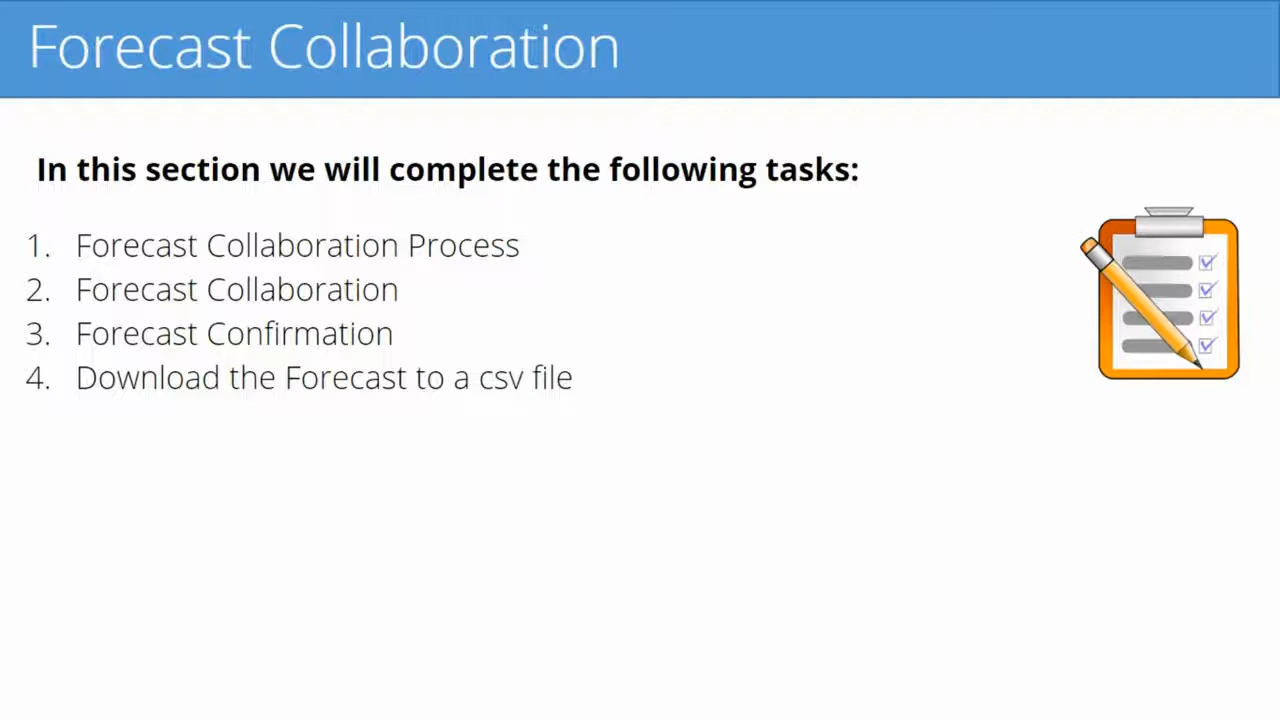 Forecast Collaboration
In this section we will complete the following tasks:
1. Forecast Collaboration Process
2. Forecast Collaboration
3. Forecast Confirmation
4. Download the Forecast to a csv file